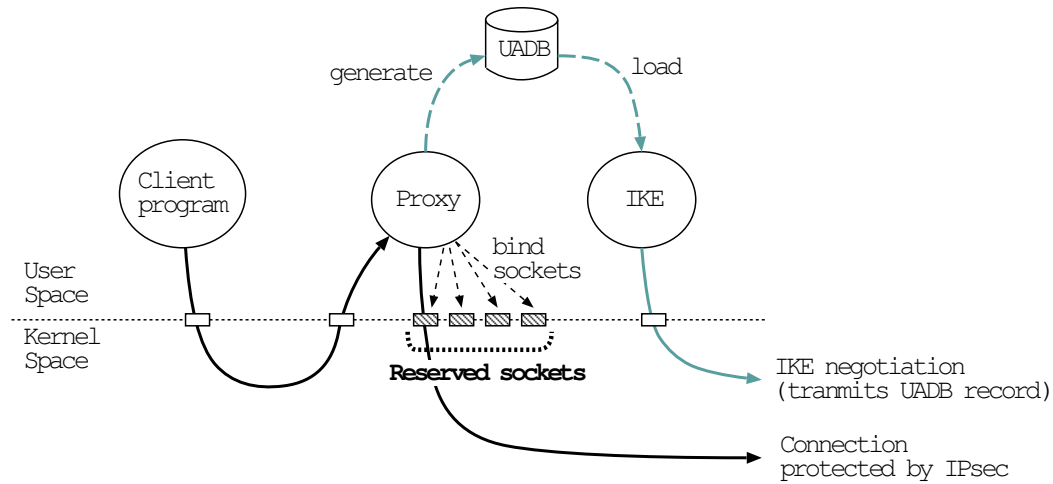 UADB
generate
load
Client
program
Proxy
IKE
bind
sockets
User
Space
Kernel
Space
Reserved sockets
IKE negotiation
(tranmits UADB record)
Connection
protected by IPsec